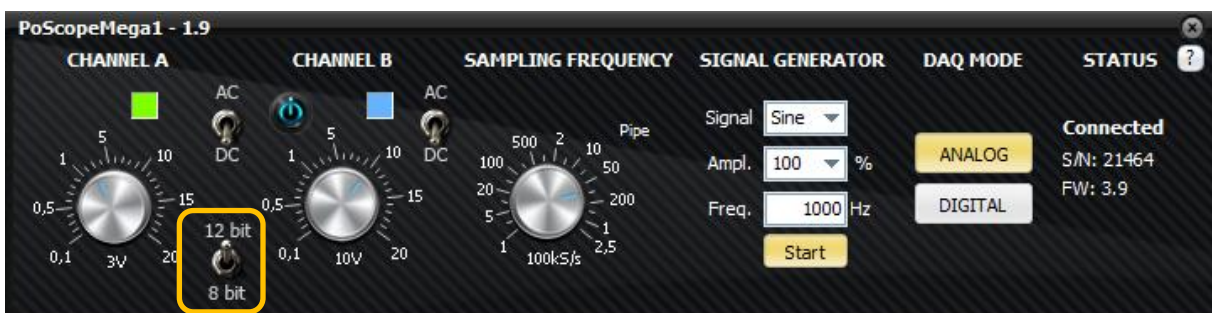 PoScopeMega1 - 1.9
CHANNEL A
AC
DC
5
1
10
0,5
15
0,1
3V
20
12 bit
8 bit
CHANNEL B
AC
DC
5
1
10
0,5
15
0,1
10V
20
SAMPLING FREQUENCY
500
2
10
Pipe
100
50
20
200
5
1
1
2,5
100kS/s
SIGNAL GENERATOR
Signal Sine
Ampl. 100 %
Freq. 1000 Hz
Start
DAQ MODE
ANALOG
DIGITAL
STATUS ?
Connected
S/N: 21464
FW: 3.9